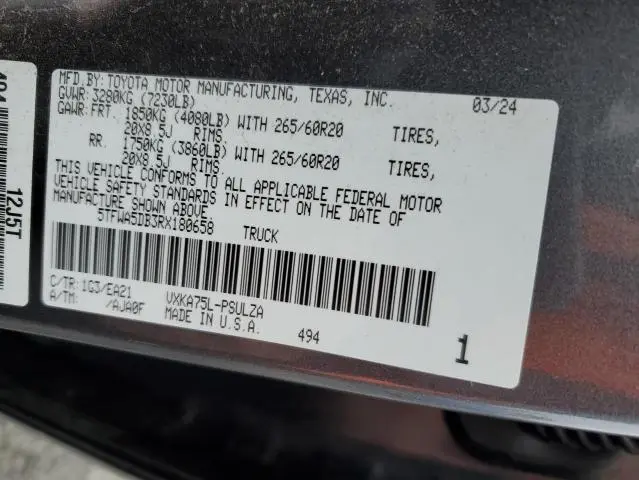 MFD.BY:TOYOTA MOTOR MANUFACTURING, TEXAS, INC. 03/24
GVWR: 3280KG (7230LB)
GAWR: FRT. 1850KG (4080LB) WITH 265/60R20 TIRES,
20X8.5J RIMS
RR. 1750KG (3860LB) WITH 265/60R20 TIRES,
20X8.5J RIMS.
THIS VEHICLE CONFORMS TO ALL APPLICABLE FEDERAL MOTOR
VEHICLE SAFETY STANDARDS IN EFFECT ON THE DATE OF
MANUFACTURE SHOWN ABOVE.
5TFWA5DB3RX180658 TRUCK
C/TR:1G3/EA21 VXKA75L-PSULZA
A/TM: /AJA0F MADE IN U.S.A. 494
1
12J5T